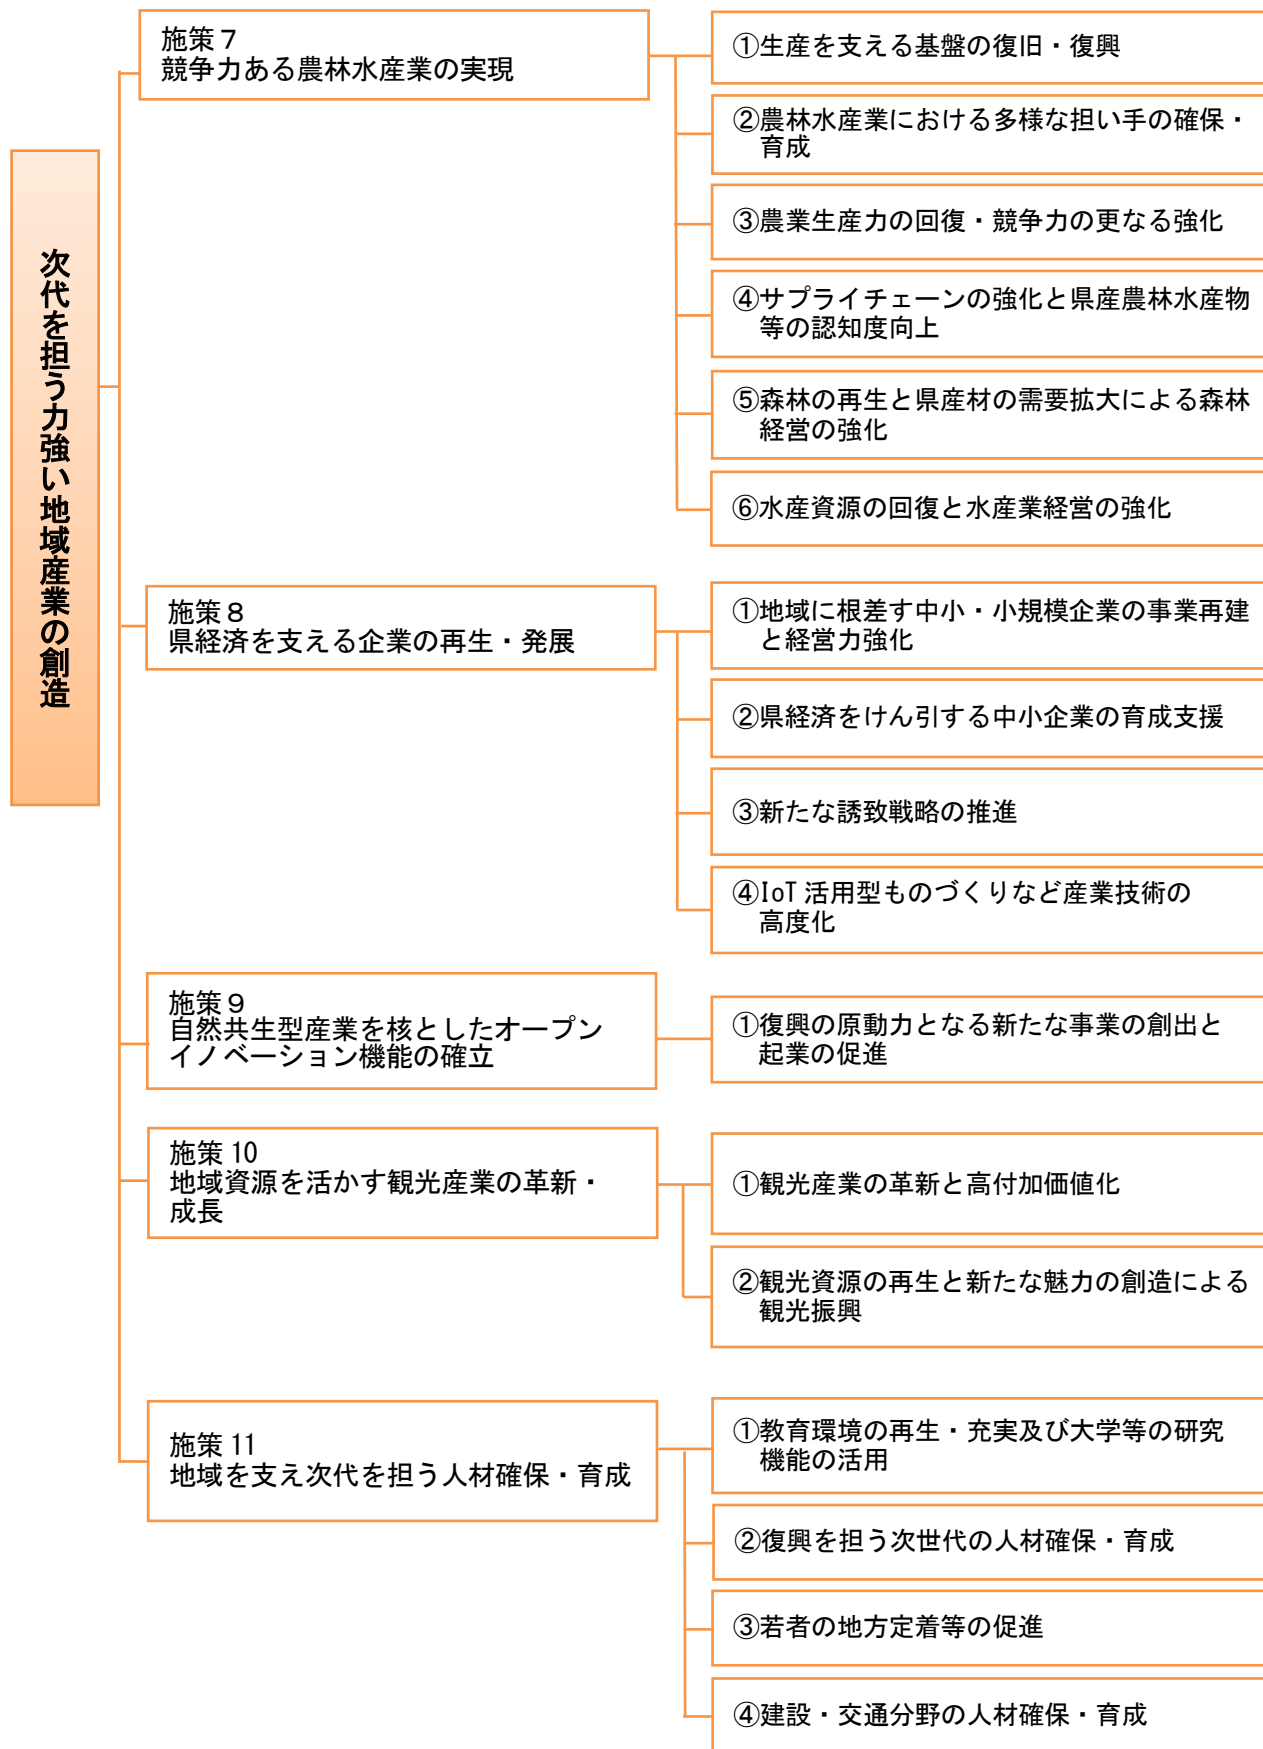 次代を担う力強い地域産業の創造
施策７
競争力ある農林水産業の実現
①生産を支える基盤の復旧・復興
②農林水産業における多様な担い手の確保・
育成
③農業生産力の回復・競争力の更なる強化
④サプライチェーンの強化と県産農林水産物
等の認知度向上
⑤森林の再生と県産材の需要拡大による森林
経営の強化
⑥水産資源の回復と水産業経営の強化
施策８
県経済を支える企業の再生・発展
①地域に根差す中小・小規模企業の事業再建
と経営力強化
②県経済をけん引する中小企業の育成支援
③新たな誘致戦略の推進
④IoT 活用型ものづくりなど産業技術の
高度化
施策９
自然共生型産業を核としたオープン
イノベーション機能の確立
①復興の原動力となる新たな事業の創出と
起業の促進
施策 10
地域資源を活かす観光産業の革新・
成長
①観光産業の革新と高付加価値化
②観光資源の再生と新たな魅力の創造による
観光振興
施策 11
地域を支え次代を担う人材確保・育成
①教育環境の再生・充実及び大学等の研究
機能の活用
②復興を担う次世代の人材確保・育成
③若者の地方定着等の促進
④建設・交通分野の人材確保・育成